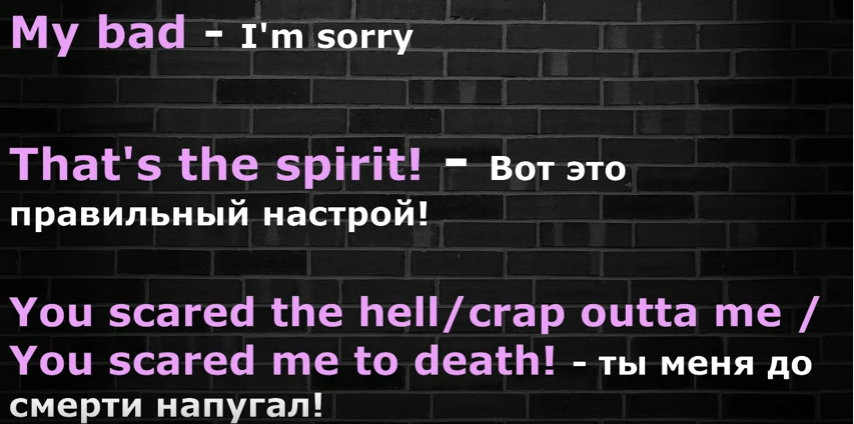 My bad - I'm sorry
That's the spirit! - Вот это
правильный настрой!
You scared the hell/crap outta me /
You scared me to death! - ты меня до
смерти напугал!